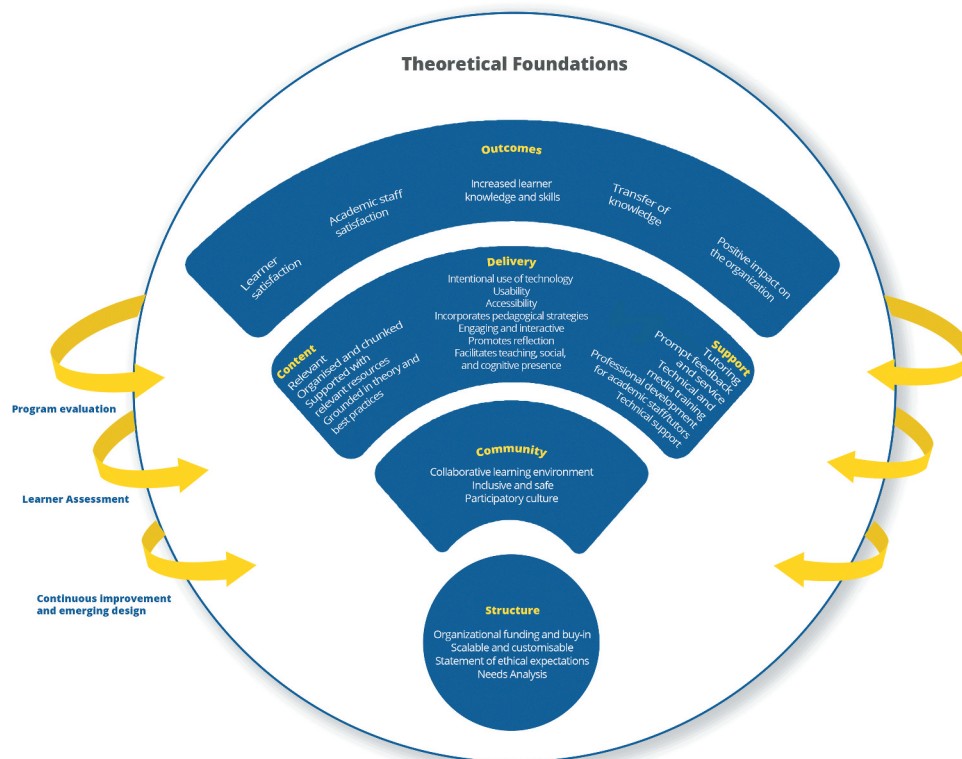 Theoretical Foundations
Outcomes
Learner
satisfaction
Academic staff
satisfaction
Increased learner
knowledge and skills
Transfer of
knowledge
Positive impact on
the organization
Content
Relevant
Organised and chunked
Supported with
relevant resources
Grounded in theory and
best practices
Delivery
Intentional use of technology
Usability
Accessibility
Incorporates pedagogical strategies
Engaging and interactive
Promotes reflection
Facilitates teaching, social,
and cognitive presence
Support
Tutoring
Prompt feedback
and service
Technical and
media training
Professional development
for academic staff/tutors
Technical support
Program evaluation
Community
Collaborative learning environment
Inclusive and safe
Participatory culture
Learner Assessment
Continuous improvement
and emerging design
Structure
Organizational funding and buy-in
Scalable and customisable
Statement of ethical expectations
Needs Analysis